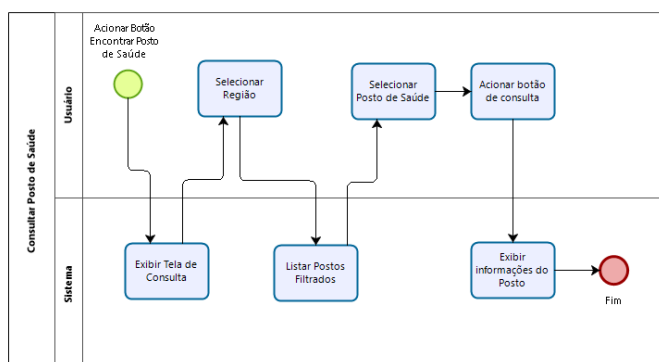 Consultar Posto de Saúde
Usuário
Acionar Botão
Encontrar Posto
de Saúde
Selecionar
Região
Selecionar
Posto de Saúde
Acionar botão
de consulta
Sistema
Exibir Tela de
Consulta
Listar Postos
Filtrados
Exibir
informações do
Posto
Fim